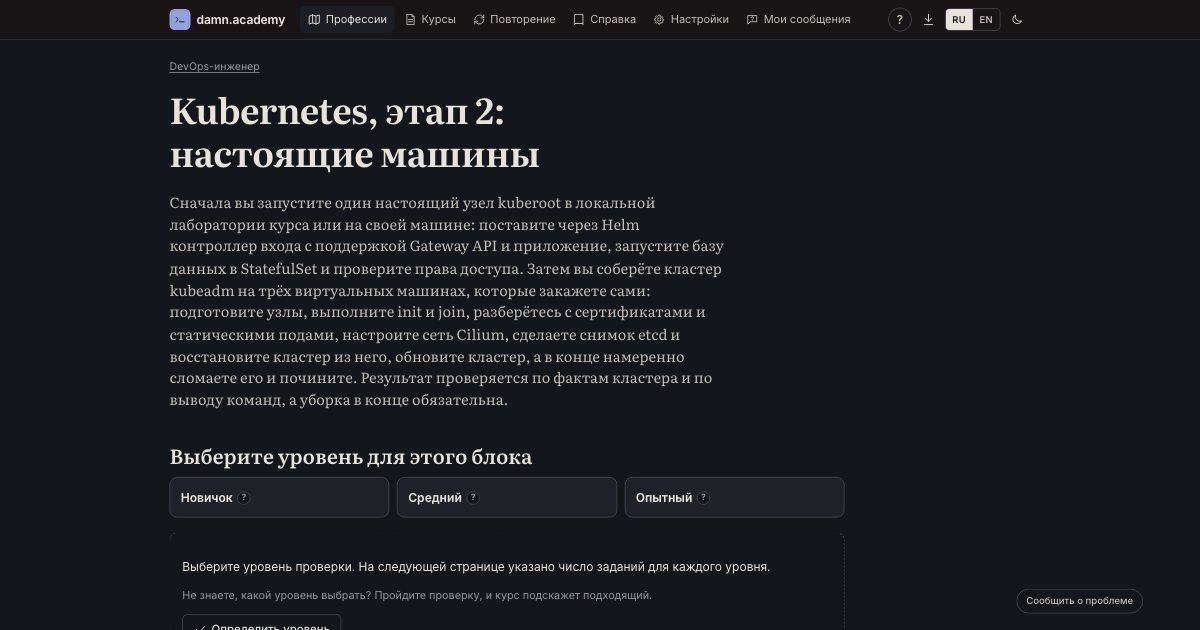 damn.academy Профессии Курсы Повторение Справка Настройки Мои сообщения ? RU EN
DevOps-инженер
Kubernetes, этап 2:
настоящие машины
Сначала вы запустите один настоящий узел kuberoot в локальной
лаборатории курса или на своей машине: поставите через Helm
контроллер входа с поддержкой Gateway API и приложение, запустите базу
данных в StatefulSet и проверите права доступа. Затем вы соберёте кластер
kubeadm на трёх виртуальных машинах, которые закажете сами:
подготовите узлы, выполните init и join, разберётесь с сертификатами и
статическими подами, настроите сеть Cilium, сделаете снимок etcd и
восстановите кластер из него, обновите кластер, а в конце намеренно
сломаете его и почините. Результат проверяется по фактам кластера и по
выводу команд, а уборка в конце обязательна.
Выберите уровень для этого блока
Новичок ? Средний ? Опытный ?
Выберите уровень проверки. На следующей странице указано число заданий для каждого уровня.
Не знаете, какой уровень выбрать? Пройдите проверку, и курс подскажет подходящий.
Сообщить о проблеме
Определить уровень